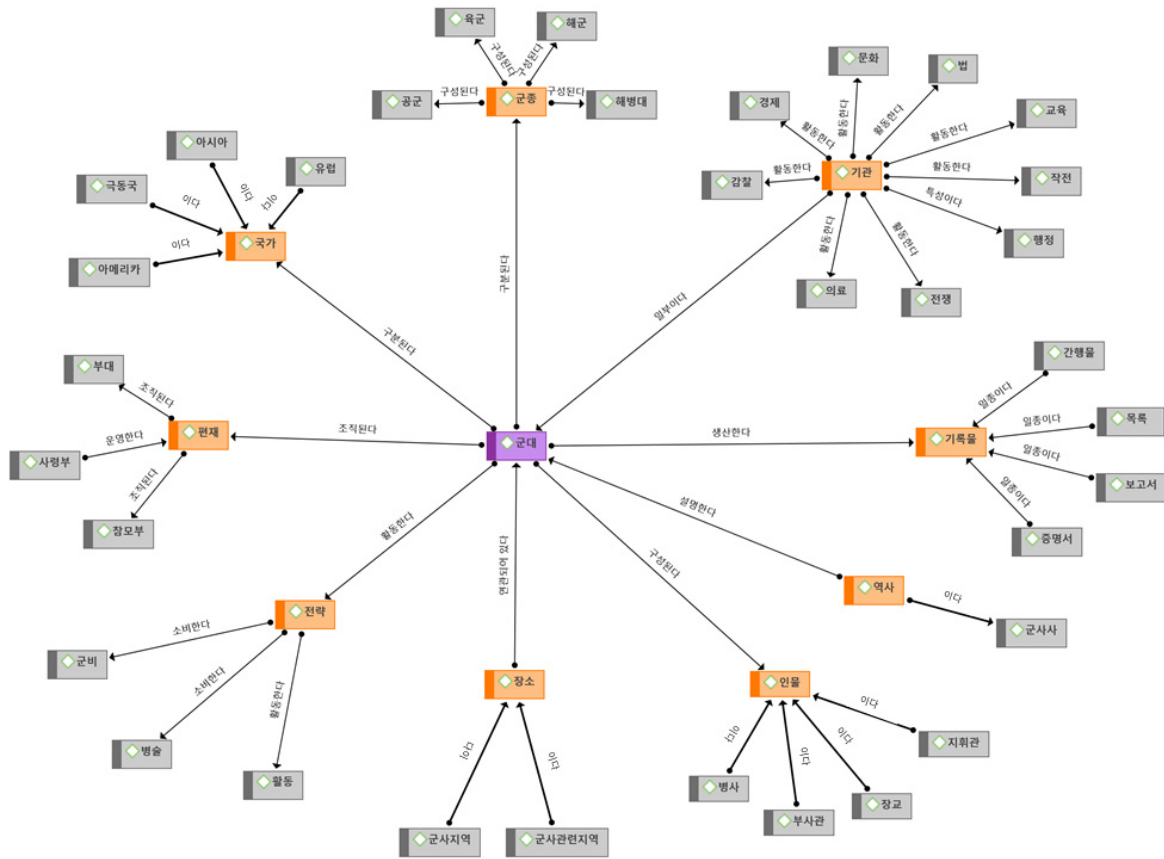 육군
해군
구성된다
구성된다
공군
구성된다
군종
구성된다
해병대
문화
법
경제
교육
활동한다
활동한다
활동한다
활동한다
감찰
활동한다
기관
활동한다
작전
특성이다
행정
활동한다
활동한다
의료
전쟁
아시아
극동국
유럽
이다
이다
이다
이다
국가
아메리카
구분된다
구분된다
일부이다
부대
조직된다
사령부
운영한다
편재
조직된다
참모부
조직된다
군대
생산한다
기록물
간행물
일종이다
일종이다
목록
일종이다
보고서
일종이다
증명서
설명한다
역사
이다
군사사
활동한다
연관되어 있다
구성된다
전략
소비한다
군비
소비한다
활동한다
병술
활동
장소
이다
이다
군사지역
군사관련지역
인물
이다
이다
이다
이다
지휘관
병사
부사관
장교